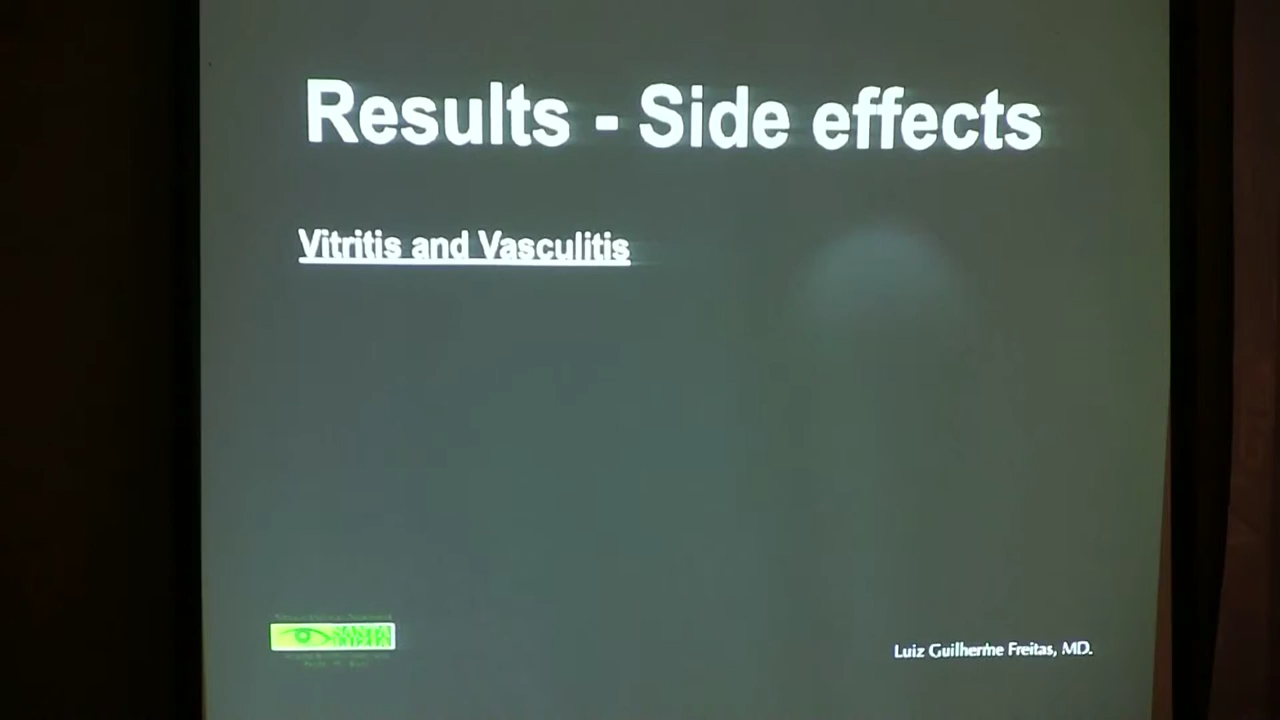 Results - Side effects
Vitritis and Vasculitis
Luiz Guilherme Freitas, MD.